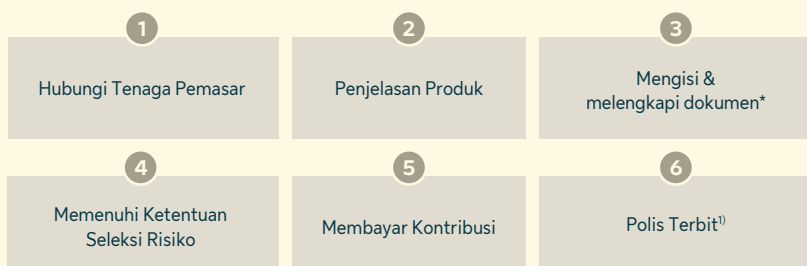 1
Hubungi Tenaga Pemasar
2
Penjelasan Produk
3
Mengisi &
melengkapi dokumen*
4
Memenuhi Ketentuan
Seleksi Risiko
5
Membayar Kontribusi
6
Polis Terbit¹⁾